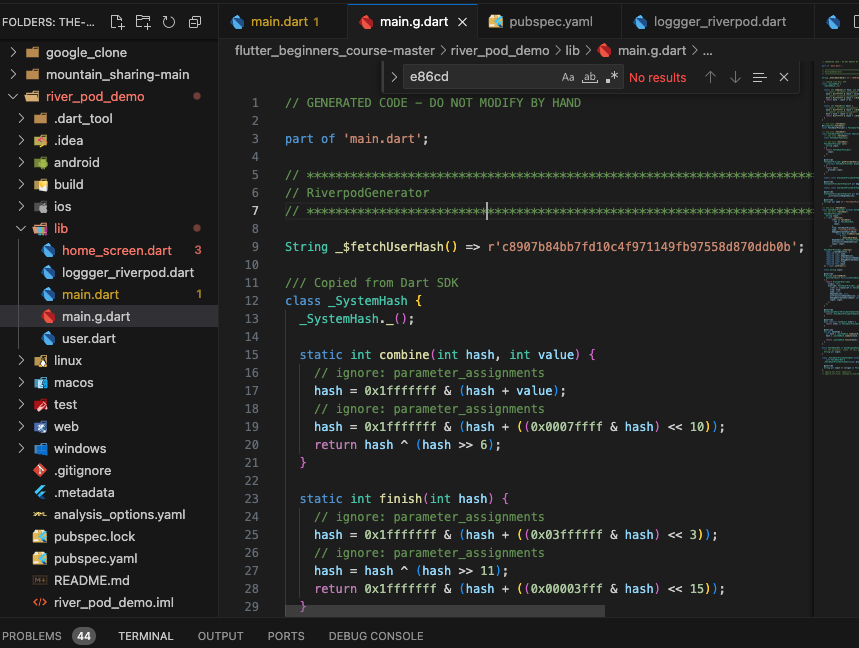 FOLDERS: THE-...
main.dart 1
main.g.dart
pubspec.yaml
loggger_riverpod.dart
flutter_beginners_course-master > river_pod_demo > lib > main.g.dart > ...
e86cd
Aa ab .*
No results
google_clone
mountain_sharing-main
river_pod_demo
.dart_tool
.idea
android
build
ios
lib
home_screen.dart 3
loggger_riverpod.dart
main.dart 1
main.g.dart
user.dart
linux
macos
test
web
windows
.gitignore
.metadata
analysis_options.yaml
pubspec.lock
pubspec.yaml
M↓ README.md
</> river_pod_demo.iml
1 // GENERATED CODE - DO NOT MODIFY BY HAND
2
3 part of 'main.dart';
4
5 // **********************************************************************
6 // RiverpodGenerator
7 // **********************************************************************
8
9 String _$fetchUserHash() => r'c8907b84bb7fd10c4f971149fb97558d870ddb0b';
10
11 /// Copied from Dart SDK
12 class _SystemHash {
13 _SystemHash._();
14
15 static int combine(int hash, int value) {
16 // ignore: parameter_assignments
17 hash = 0x1fffffff & (hash + value);
18 // ignore: parameter_assignments
19 hash = 0x1fffffff & (hash + ((0x0007ffff & hash) << 10));
20 return hash ^ (hash >> 6);
21 }
22
23 static int finish(int hash) {
24 // ignore: parameter_assignments
25 hash = 0x1fffffff & (hash + ((0x03ffffff & hash) << 3));
26 // ignore: parameter_assignments
27 hash = hash ^ (hash >> 11);
28 return 0x1fffffff & (hash + ((0x00003fff & hash) << 15));
29 }
PROBLEMS 44 TERMINAL OUTPUT PORTS DEBUG CONSOLE